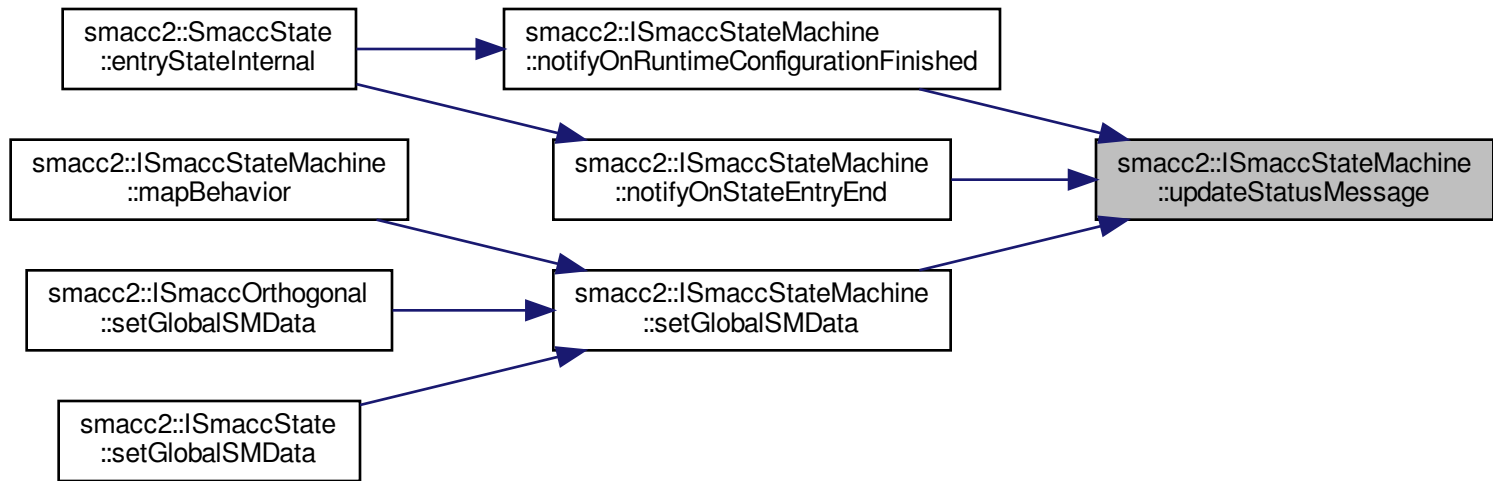 smacc2::SmaccState
::entryStateInternal
smacc2::ISmaccStateMachine
::notifyOnRuntimeConfigurationFinished
smacc2::ISmaccStateMachine
::mapBehavior
smacc2::ISmaccStateMachine
::notifyOnStateEntryEnd
smacc2::ISmaccStateMachine
::updateStatusMessage
smacc2::ISmaccOrthogonal
::setGlobalSMData
smacc2::ISmaccStateMachine
::setGlobalSMData
smacc2::ISmaccState
::setGlobalSMData